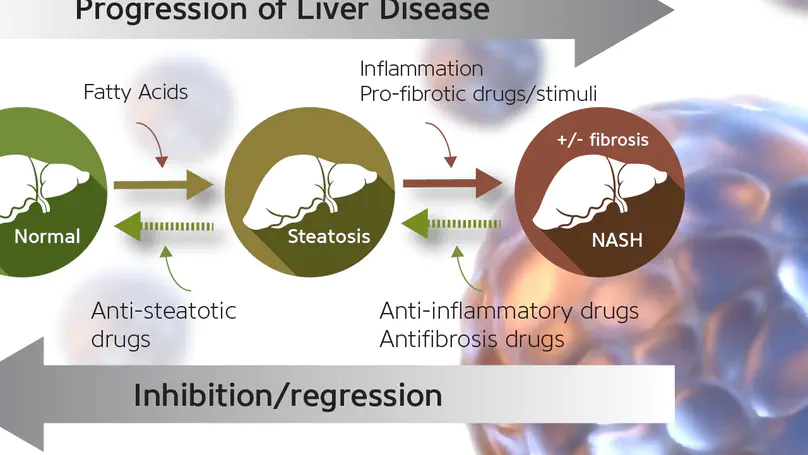 Progression of Liver Disease
Inflammation
Pro-fibrotic drugs/stimuli
Fatty Acids
+/- fibrosis
Normal
Steatosis
NASH
Anti-steatotic
drugs
Anti-inflammatory drugs
Antifibrosis drugs
Inhibition/regression